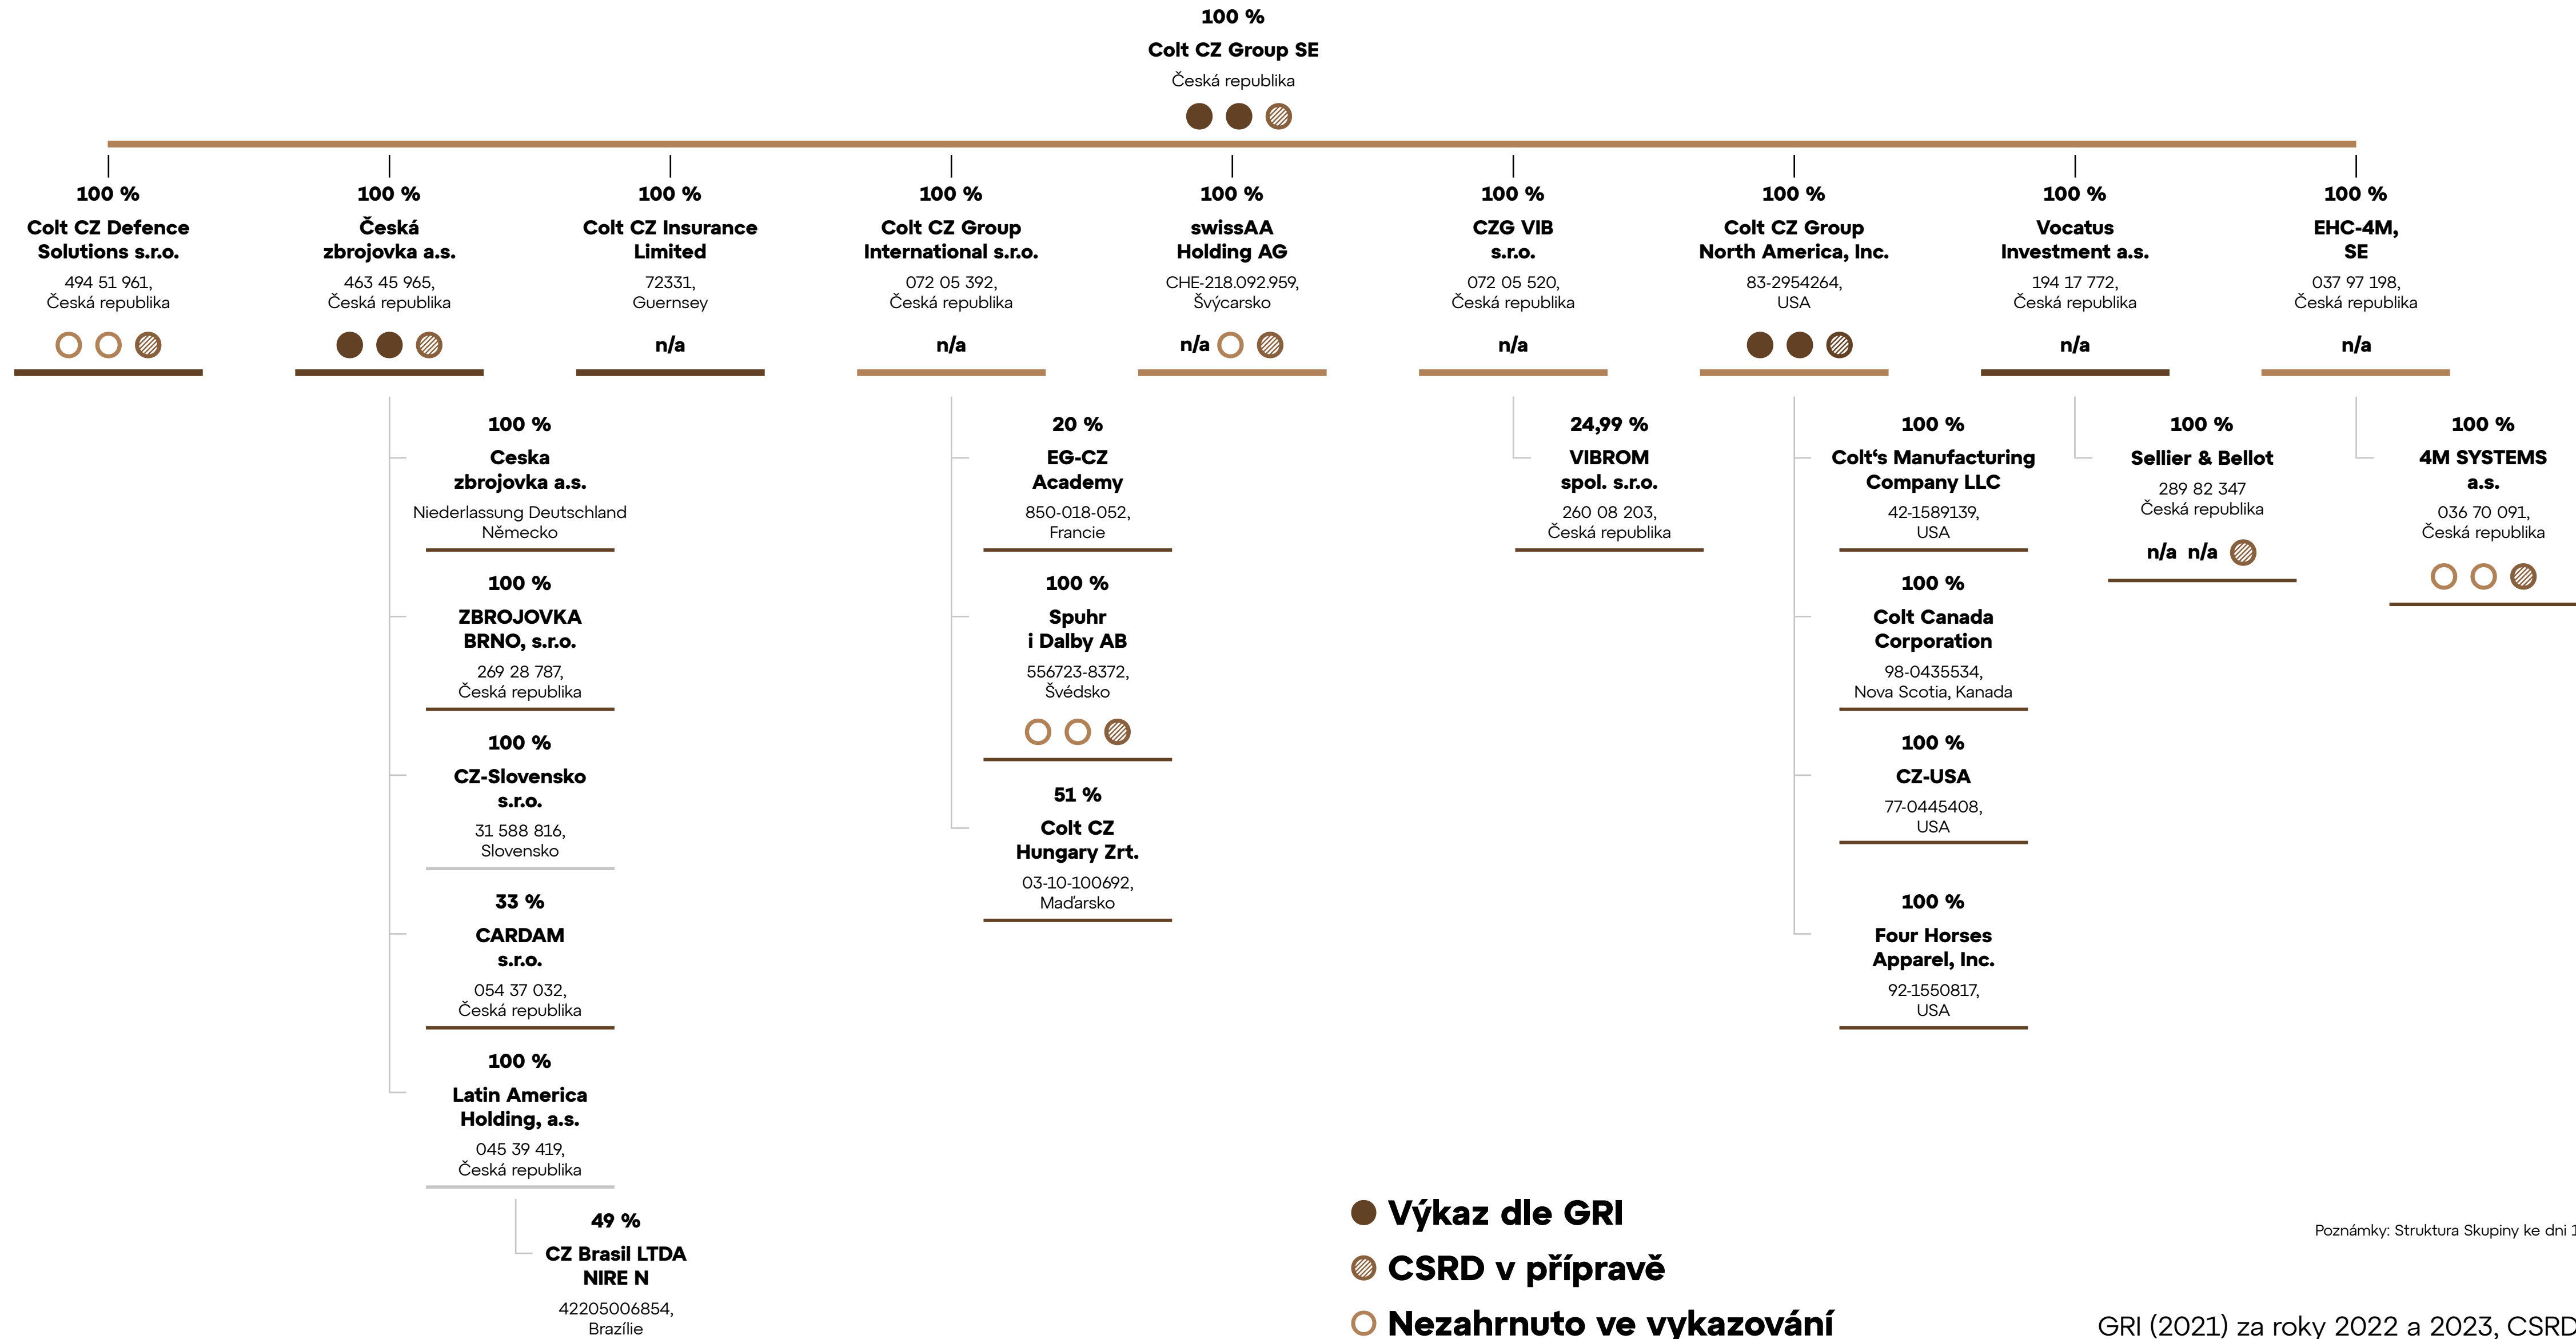 100 %
Colt CZ Group SE
Česká republika
100 %
Colt CZ Defence
Solutions s.r.o.
494 51 961,
Česká republika
100 %
Česká
zbrojovka a.s.
463 45 965,
Česká republika
100 %
Colt CZ Insurance
Limited
72331,
Guernsey
n/a
100 %
Colt CZ Group
International s.r.o.
072 05 392,
Česká republika
n/a
100 %
swissAA
Holding AG
CHE-218.092.959,
Švýcarsko
n/a
100 %
CZG VIB
s.r.o.
072 05 520,
Česká republika
n/a
100 %
Colt CZ Group
North America, Inc.
83-2954264,
USA
100 %
Vocatus
Investment a.s.
194 17 772,
Česká republika
n/a
100 %
EHC-4M,
SE
037 97 198,
Česká republika
n/a
100 %
Ceska
zbrojovka a.s.
Niederlassung Deutschland
Německo
100 %
ZBROJOVKA
BRNO, s.r.o.
269 28 787,
Česká republika
100 %
CZ-Slovensko
s.r.o.
31 588 816,
Slovensko
33 %
CARDAM
s.r.o.
054 37 032,
Česká republika
100 %
Latin America
Holding, a.s.
045 39 419,
Česká republika
49 %
CZ Brasil LTDA
NIRE N
42205006854,
Brazílie
20 %
EG-CZ
Academy
850-018-052,
Francie
100 %
Spuhr
i Dalby AB
556723-8372,
Švédsko
51 %
Colt CZ
Hungary Zrt.
03-10-100692,
Maďarsko
24,99 %
VIBROM
spol. s.r.o.
260 08 203,
Česká republika
100 %
Colt‘s Manufacturing
Company LLC
42-1589139,
USA
100 %
Colt Canada
Corporation
98-0435534,
Nova Scotia, Kanada
100 %
CZ-USA
77-0445408,
USA
100 %
Four Horses
Apparel, Inc.
92-1550817,
USA
100 %
Sellier & Bellot
289 82 347
Česká republika
n/a n/a
100 %
4M SYSTEMS
a.s.
036 70 091,
Česká republika
Výkaz dle GRI
CSRD v přípravě
Nezahrnuto ve vykazování
Poznámky: Struktura Skupiny ke dni 1
GRI (2021) za roky 2022 a 2023, CSRD